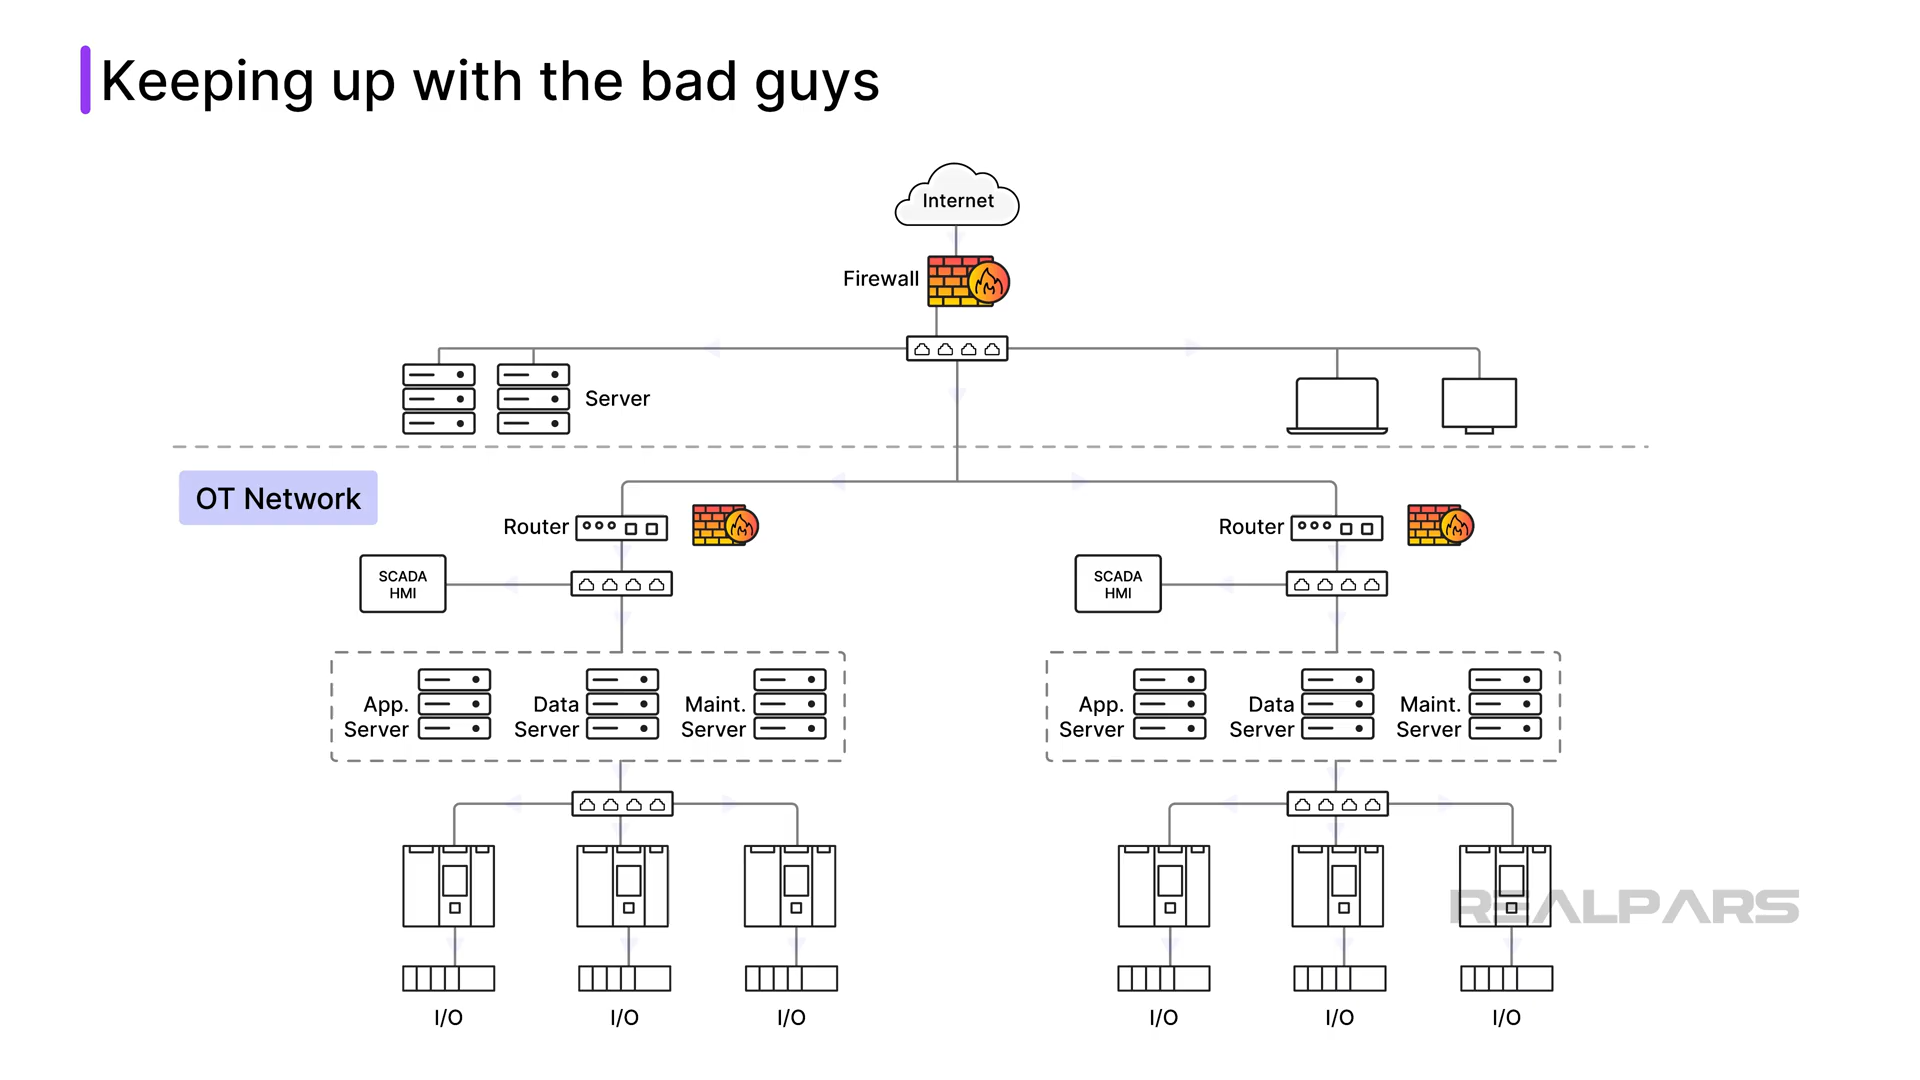 Keeping up with the bad guys
Internet
Firewall
Server
OT Network
Router
Router
SCADA
HMI
SCADA
HMI
App.
Server
Data
Server
Maint.
Server
App.
Server
Data
Server
Maint.
Server
REALPARS
I/O
I/O
I/O
I/O
I/O
I/O